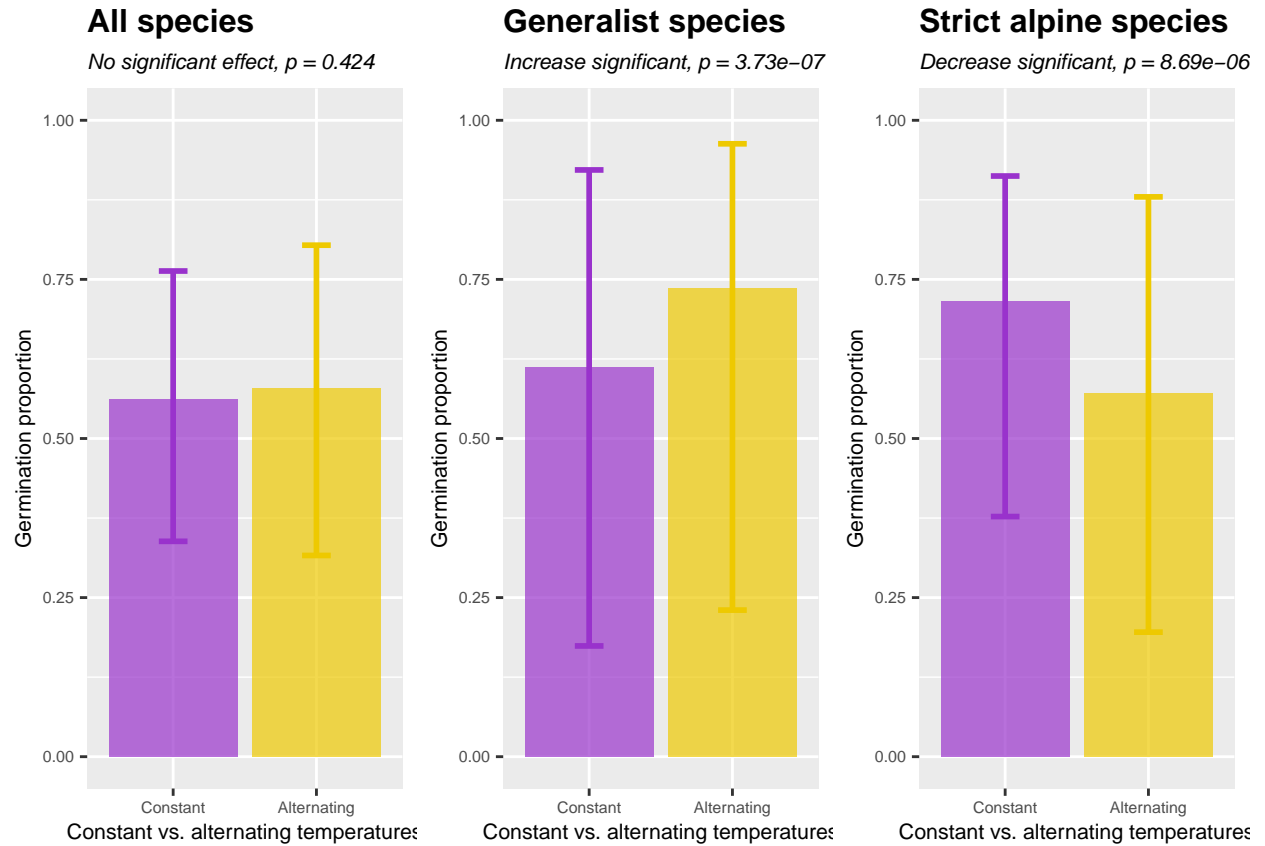 All species
No significant effect, p = 0.424
1.00
0.75
0.50
0.25
0.00
Germination proportion
Constant
Alternating
Constant vs. alternating temperatures
Generalist species
Increase significant, p = 3.73e−07
1.00
0.75
0.50
0.25
0.00
Germination proportion
Constant
Alternating
Constant vs. alternating temperatures
Strict alpine species
Decrease significant, p = 8.69e−06
1.00
0.75
0.50
0.25
0.00
Germination proportion
Constant
Alternating
Constant vs. alternating temperatures